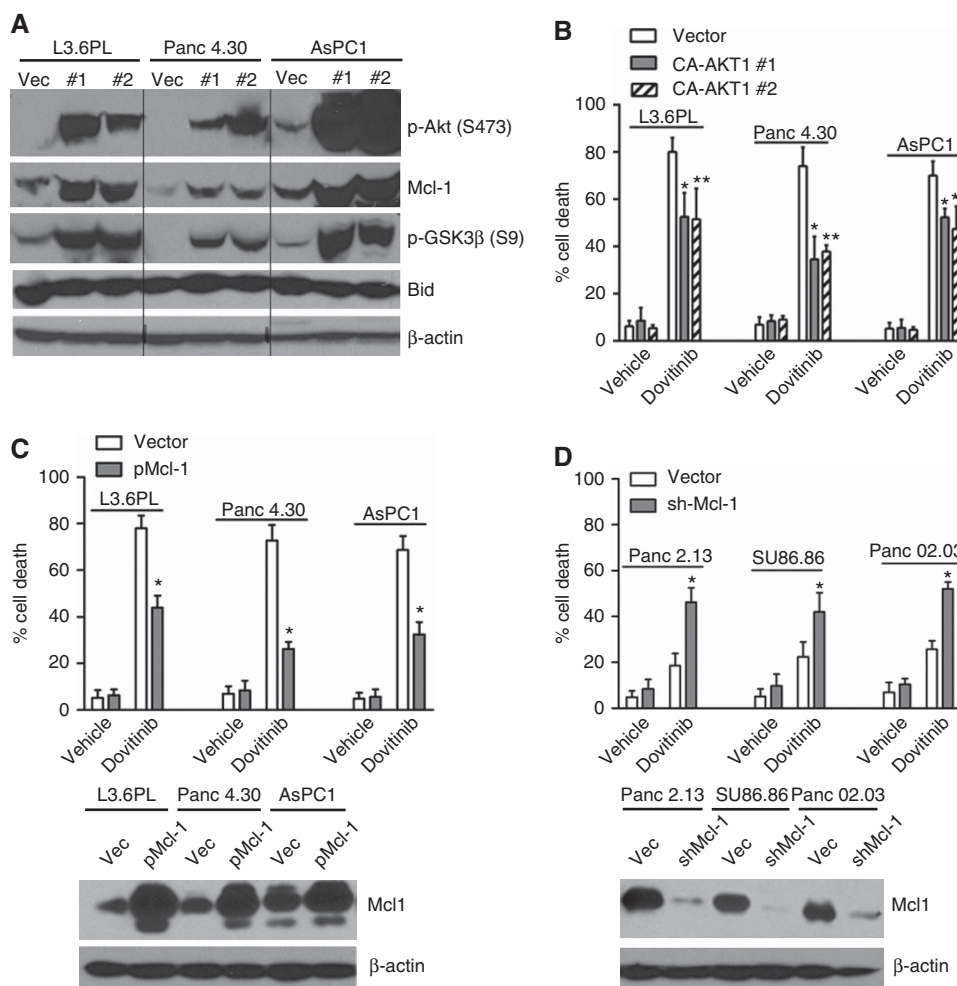 A
L3.6PL Panc 4.30 AsPC1
Vec #1 #2 Vec #1 #2 Vec #1 #2
p-Akt (S473)
Mcl-1
p-GSK3β (S9)
Bid
β-actin
B
Vector
CA-AKT1 #1
CA-AKT1 #2
% cell death
100
80
60
40
20
0
L3.6PL
Panc 4.30
AsPC1
* **
* **
* *
Vehicle Dovitinib Vehicle Dovitinib Vehicle Dovitinib
C
Vector
pMcl-1
% cell death
100
80
60
40
20
0
L3.6PL
Panc 4.30
AsPC1
* * *
Vehicle Dovitinib Vehicle Dovitinib Vehicle Dovitinib
L3.6PL Panc 4.30 AsPC1
Vec pMcl-1 Vec pMcl-1 Vec pMcl-1
Mcl1
β-actin
D
Vector
sh-Mcl-1
% cell death
100
80
60
40
20
0
Panc 2.13
SU86.86
Panc 02.03
* * *
Vehicle Dovitinib Vehicle Dovitinib Vehicle Dovitinib
Panc 2.13 SU86.86 Panc 02.03
Vec shMcl-1 Vec shMcl-1 Vec shMcl-1
Mcl1
β-actin